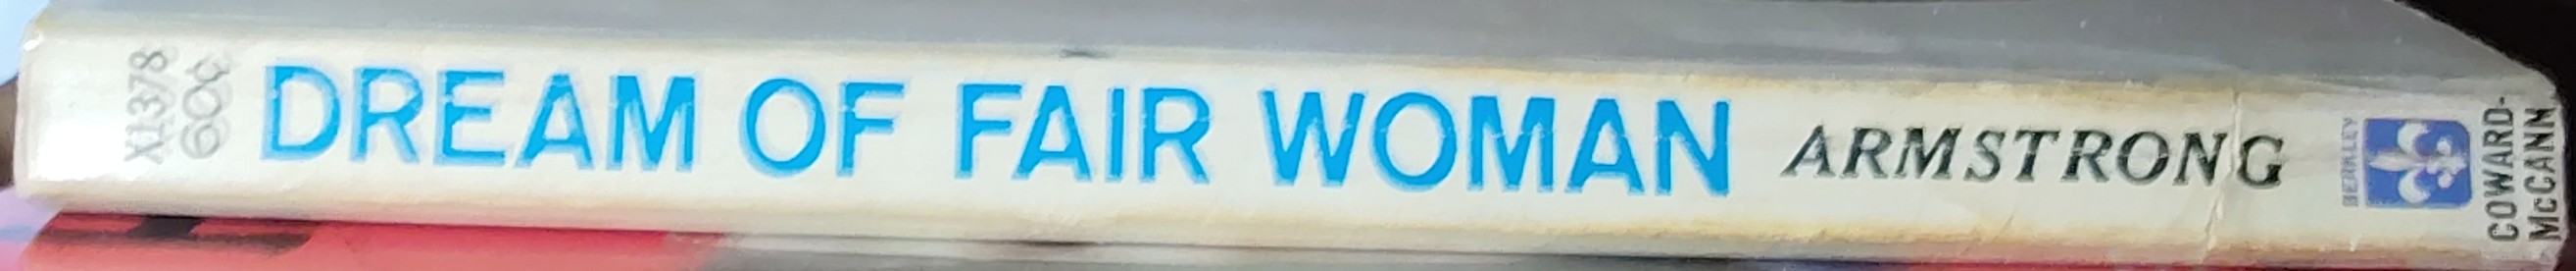 X1378
60¢
DREAM OF FAIR WOMAN
ARMSTRONG
BERKLEY
COWARD-
McCANN